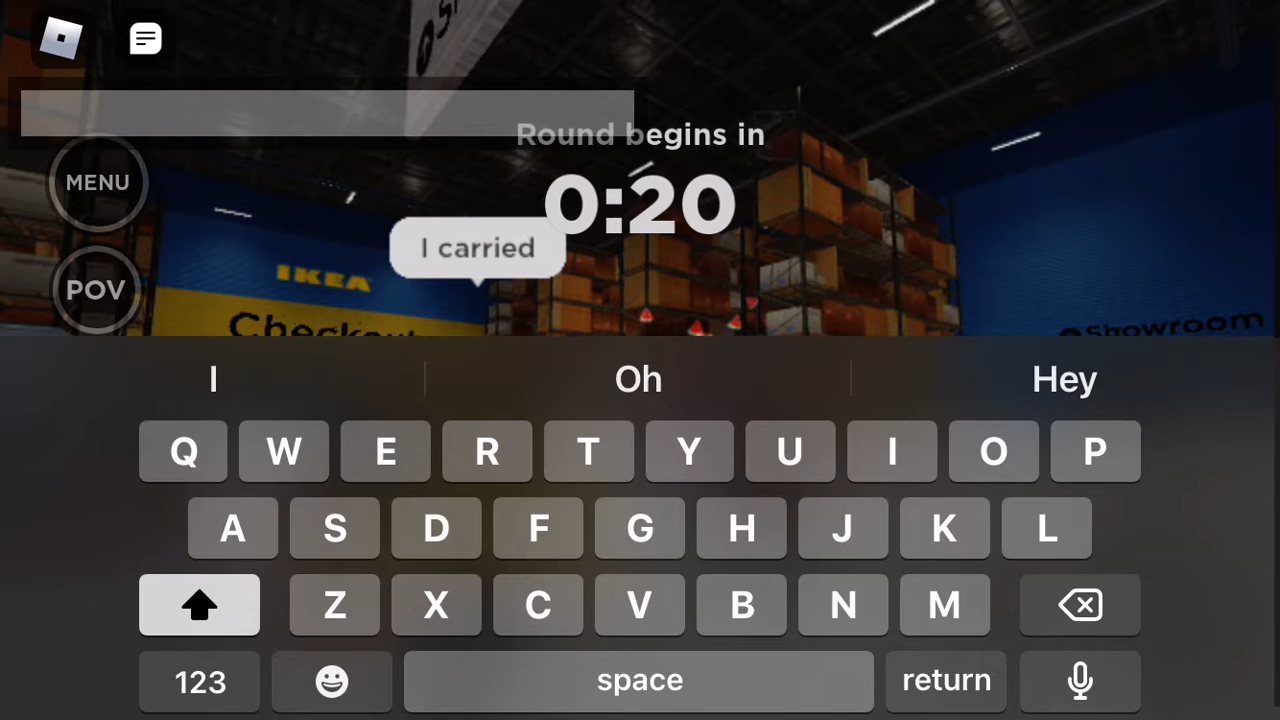 Round begins in
0:20
MENU
I carried
POV
IKEA
Checkout
Showroom
I Oh Hey
Q W E R T Y U I O P
A S D F G H J K L
Z X C V B N M
123 space return